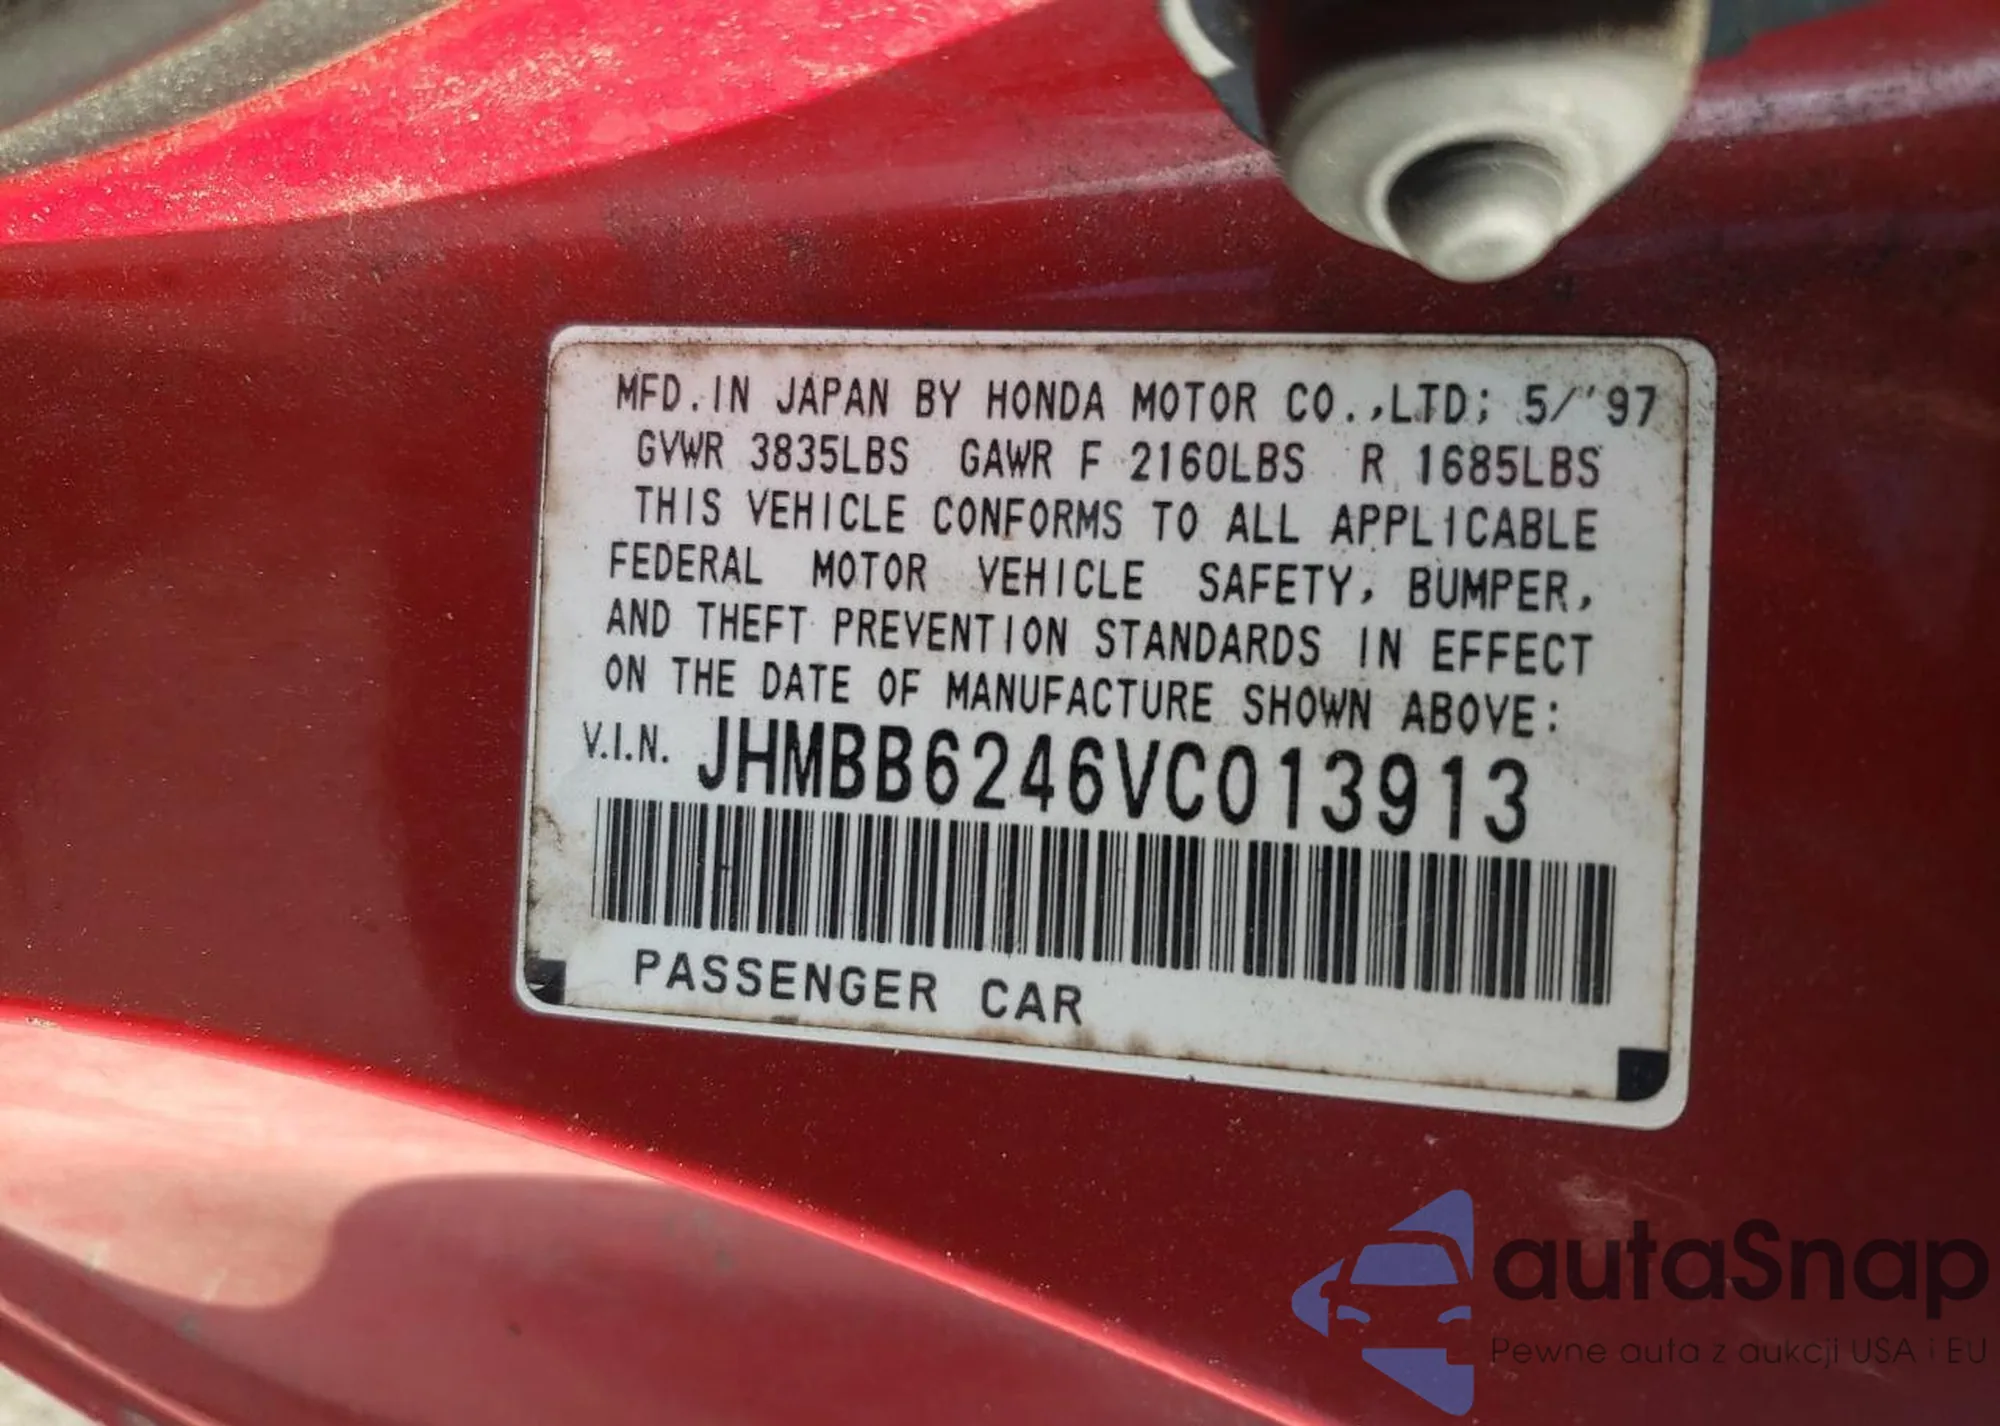 MFD.IN JAPAN BY HONDA MOTOR CO.,LTD; 5/'97
GVWR 3835LBS GAWR F 2160LBS R 1685LBS
THIS VEHICLE CONFORMS TO ALL APPLICABLE
FEDERAL MOTOR VEHICLE SAFETY, BUMPER,
AND THEFT PREVENTION STANDARDS IN EFFECT
ON THE DATE OF MANUFACTURE SHOWN ABOVE:
V.I.N. JHMBB6246VC013913
PASSENGER CAR
autaSnap
Pewne auta z aukcji USA i EU